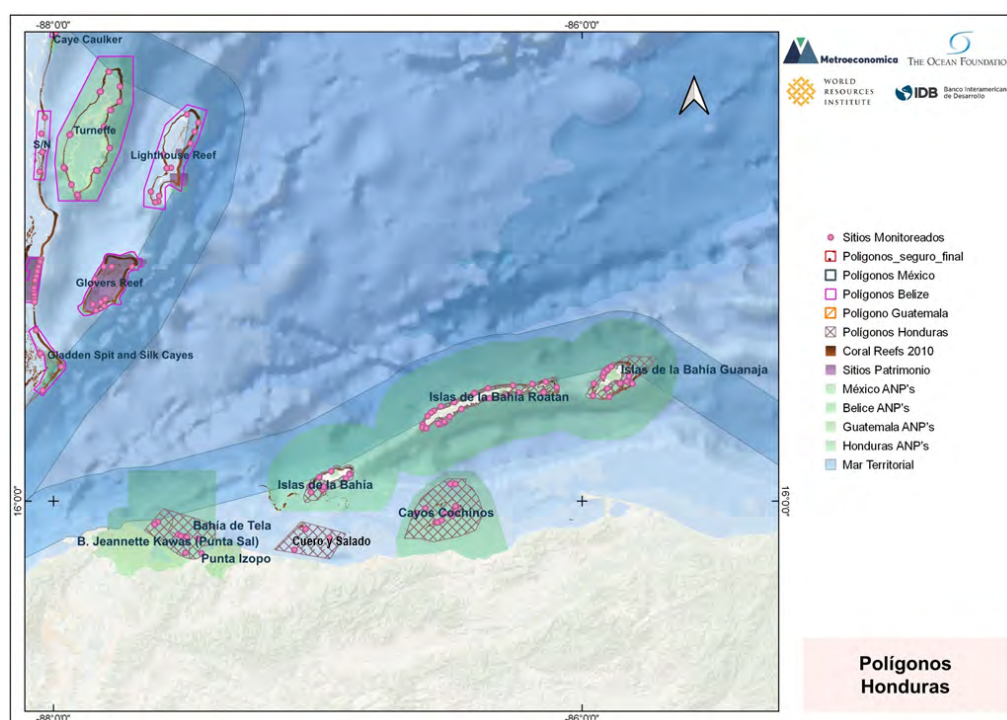 -88°0'0"
-86°0'0"
Caye Caulker
Turneffe
S/N
Lighthouse Reef
Glovers Reef
Gladden Spit and Silk Cayes
Islas de la Bahía Guanaja
Islas de la Bahía Roatán
Islas de la Bahía
Cayos Cochinos
Bahía de Tela
B. Jeannette Kawas (Punta Sal)
Cuero y Salado
Punta Izopo
16°0'0"
16°0'0"
-88°0'0"
-86°0'0"
Metroeconomica
THE OCEAN FOUNDATIO
WORLD
RESOURCES
INSTITUTE
IDB
Banco Interamericano
de Desarrollo
Sitios Monitoreados
Poligonos_seguro_final
Polígonos México
Polígonos Belize
Polígono Guatemala
Polígonos Honduras
Coral Reefs 2010
Sitios Patrimonio
México ANP's
Belice ANP's
Guatemala ANP's
Honduras ANP's
Mar Territorial
Polígonos
Honduras